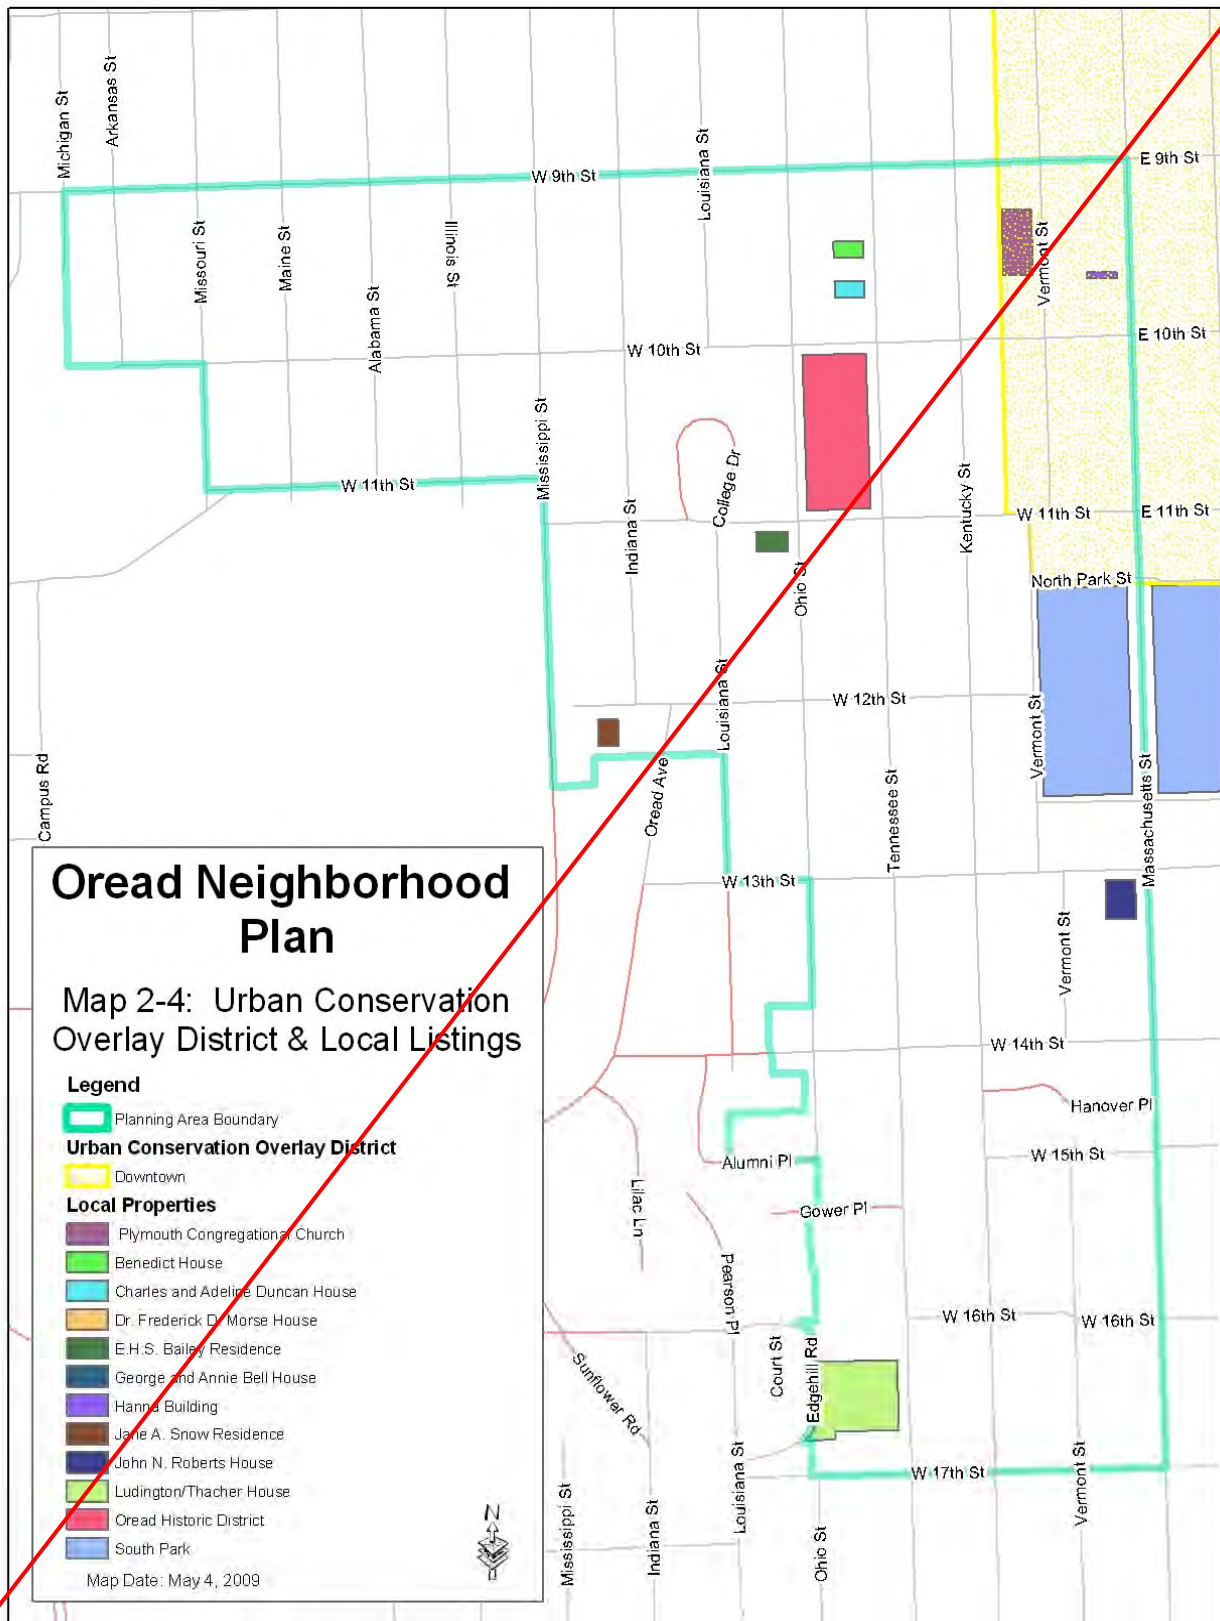 Michigan St
Arkansas St
Missouri St
Maine St
Alabama St
Illinois St
W 9th St
Louisiana St
E 9th St
Vermont St
W 10th St
E 10th St
Mississippi St
W 11th St
Indiana St
College Dr
Kentucky St
W 11th St
E 11th St
Ohio St
North Park St
Louisiana St
W 12th St
Vermont St
Campus Rd
Oread Ave
Tennessee St
Massachusetts St
W 13th St
Vermont St
W 14th St
Hanover Pl
Alumni Pl
W 15th St
Lilac Ln
Gower Pl
Pearson Pl
W 16th St
W 16th St
Court St
Edgehill Rd
Sunflower Rd
Louisiana St
W 17th St
Vermont St
Mississippi St
Indiana St
Ohio St
Oread Neighborhood
Plan
Map 2-4: Urban Conservation
Overlay District & Local Listings
Legend
Planning Area Boundary
Urban Conservation Overlay District
Downtown
Local Properties
Plymouth Congregational Church
Benedict House
Charles and Adeline Duncan House
Dr. Frederick D. Morse House
E.H.S. Bailey Residence
George and Annie Bell House
Hanna Building
Jane A. Snow Residence
John N. Roberts House
Ludington/Thacher House
Oread Historic District
South Park
Map Date: May 4, 2009
N